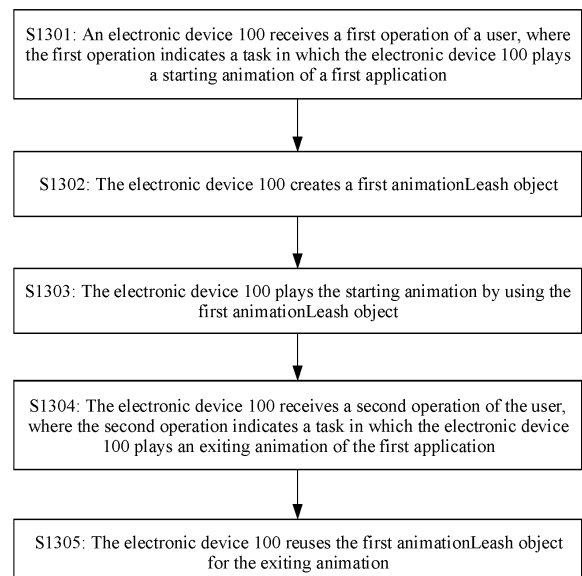 S1301: An electronic device 100 receives a first operation of a user, where
the first operation indicates a task in which the electronic device 100 plays
a starting animation of a first application
S1302: The electronic device 100 creates a first animationLeash object
S1303: The electronic device 100 plays the starting animation by using the
first animationLeash object
S1304: The electronic device 100 receives a second operation of the user,
where the second operation indicates a task in which the electronic device
100 plays an exiting animation of the first application
S1305: The electronic device 100 reuses the first animationLeash object
for the exiting animation